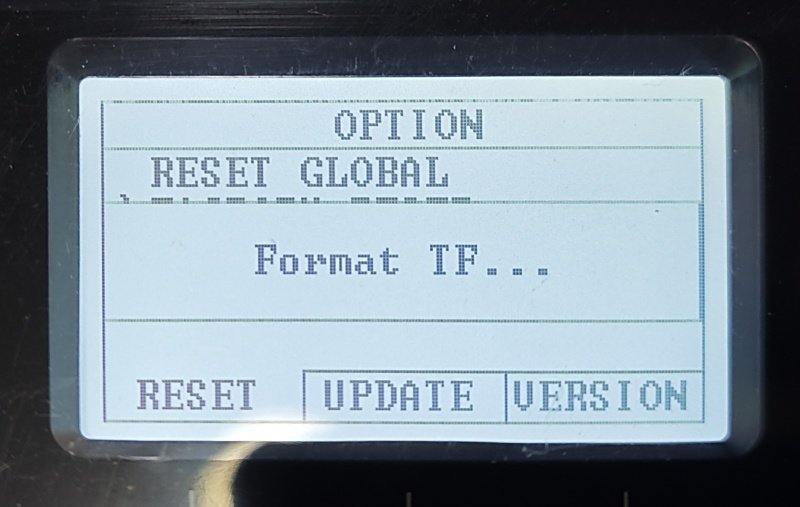 OPTION
RESET GLOBAL
Format TF...
RESET UPDATE VERSION